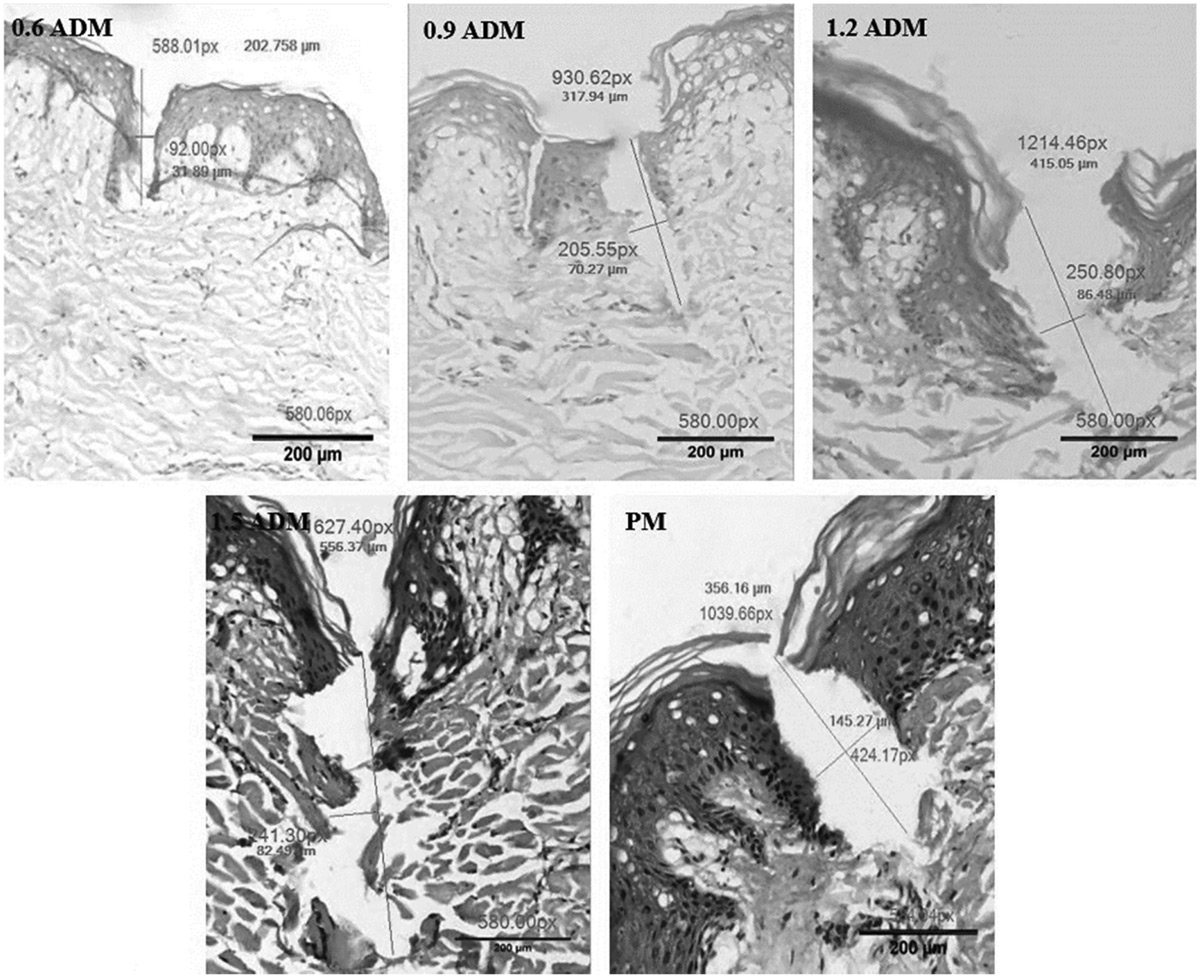 0.6 ADM
588.01px 202.758 µm
92.00px
31.89 µm
580.06px
200 µm
0.9 ADM
930.62px
317.94 µm
205.55px
70.27 µm
580.00px
200 µm
1.2 ADM
1214.46px
415.05 µm
250.80px
86.48 µm
580.00px
200 µm
1.5 ADM
1627.40px
556.37 µm
241.30px
82.49 µm
580.00px
200 µm
PM
356.16 µm
1039.66px
145.27 µm
424.17px
200 µm